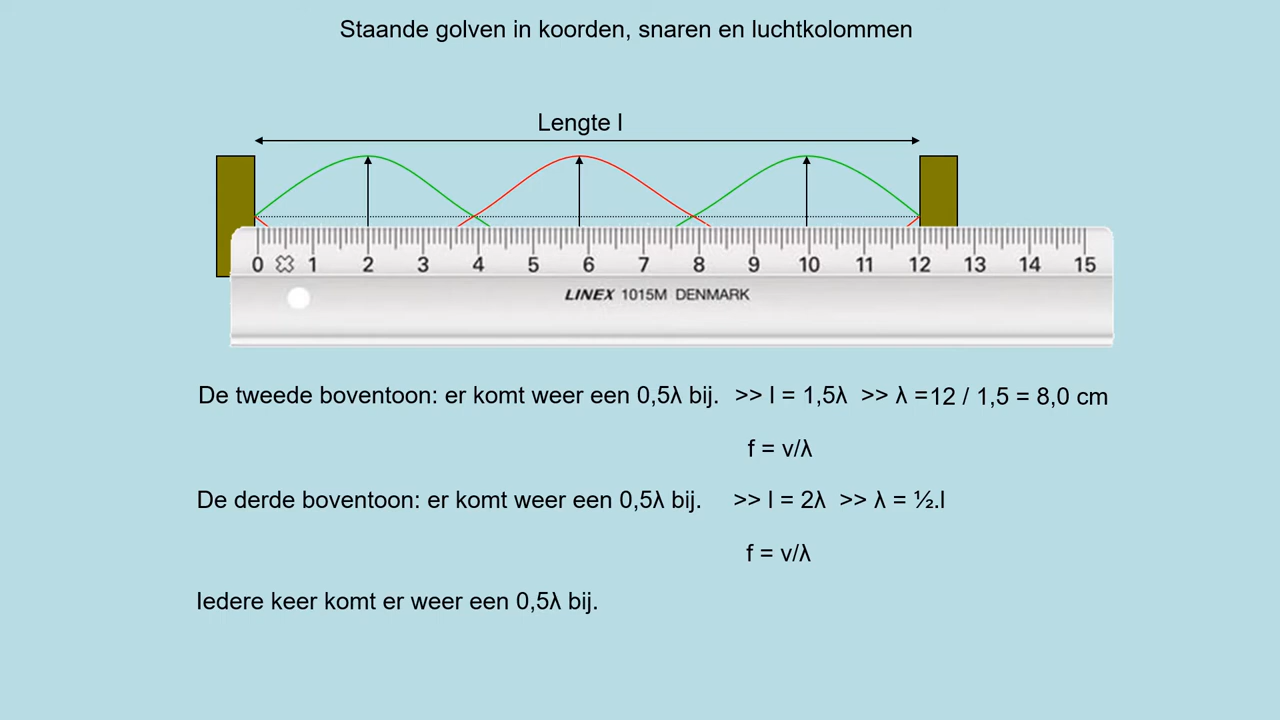 Staande golven in koorden, snaren en luchtkolommen
Lengte l
0 1 2 3 4 5 6 7 8 9 10 11 12 13 14 15
LINEX 1015M DENMARK
De tweede boventoon: er komt weer een 0,5λ bij. >> l = 1,5λ >> λ =12 / 1,5 = 8,0 cm
f = v/λ
De derde boventoon: er komt weer een 0,5λ bij. >> l = 2λ >> λ = ½.l
f = v/λ
Iedere keer komt er weer een 0,5λ bij.